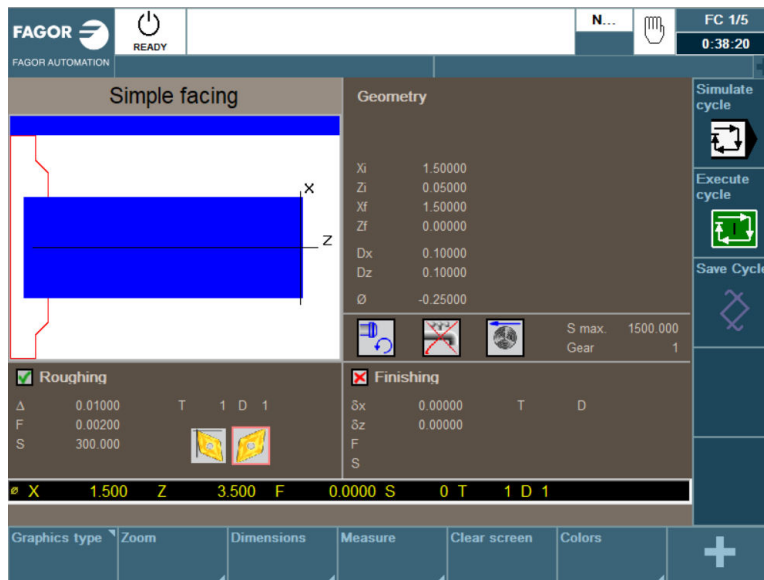 FAGOR
READY
N...
FC 1/5
0:38:20
FAGOR AUTOMATION
Simple facing
X
Z
Geometry
Xi 1.50000
Zi 0.05000
Xf 1.50000
Zf 0.00000
Dx 0.10000
Dz 0.10000
Ø -0.25000
S max. 1500.000
Gear 1
Simulate
cycle
Execute
cycle
Save Cycle
Roughing
Δ 0.01000 T 1 D 1
F 0.00200
S 300.000
Finishing
δx 0.00000 T D
δz 0.00000
F
S
ø X 1.500 Z 3.500 F 0.0000 S 0 T 1 D 1
Graphics type
Zoom
Dimensions
Measure
Clear screen
Colors